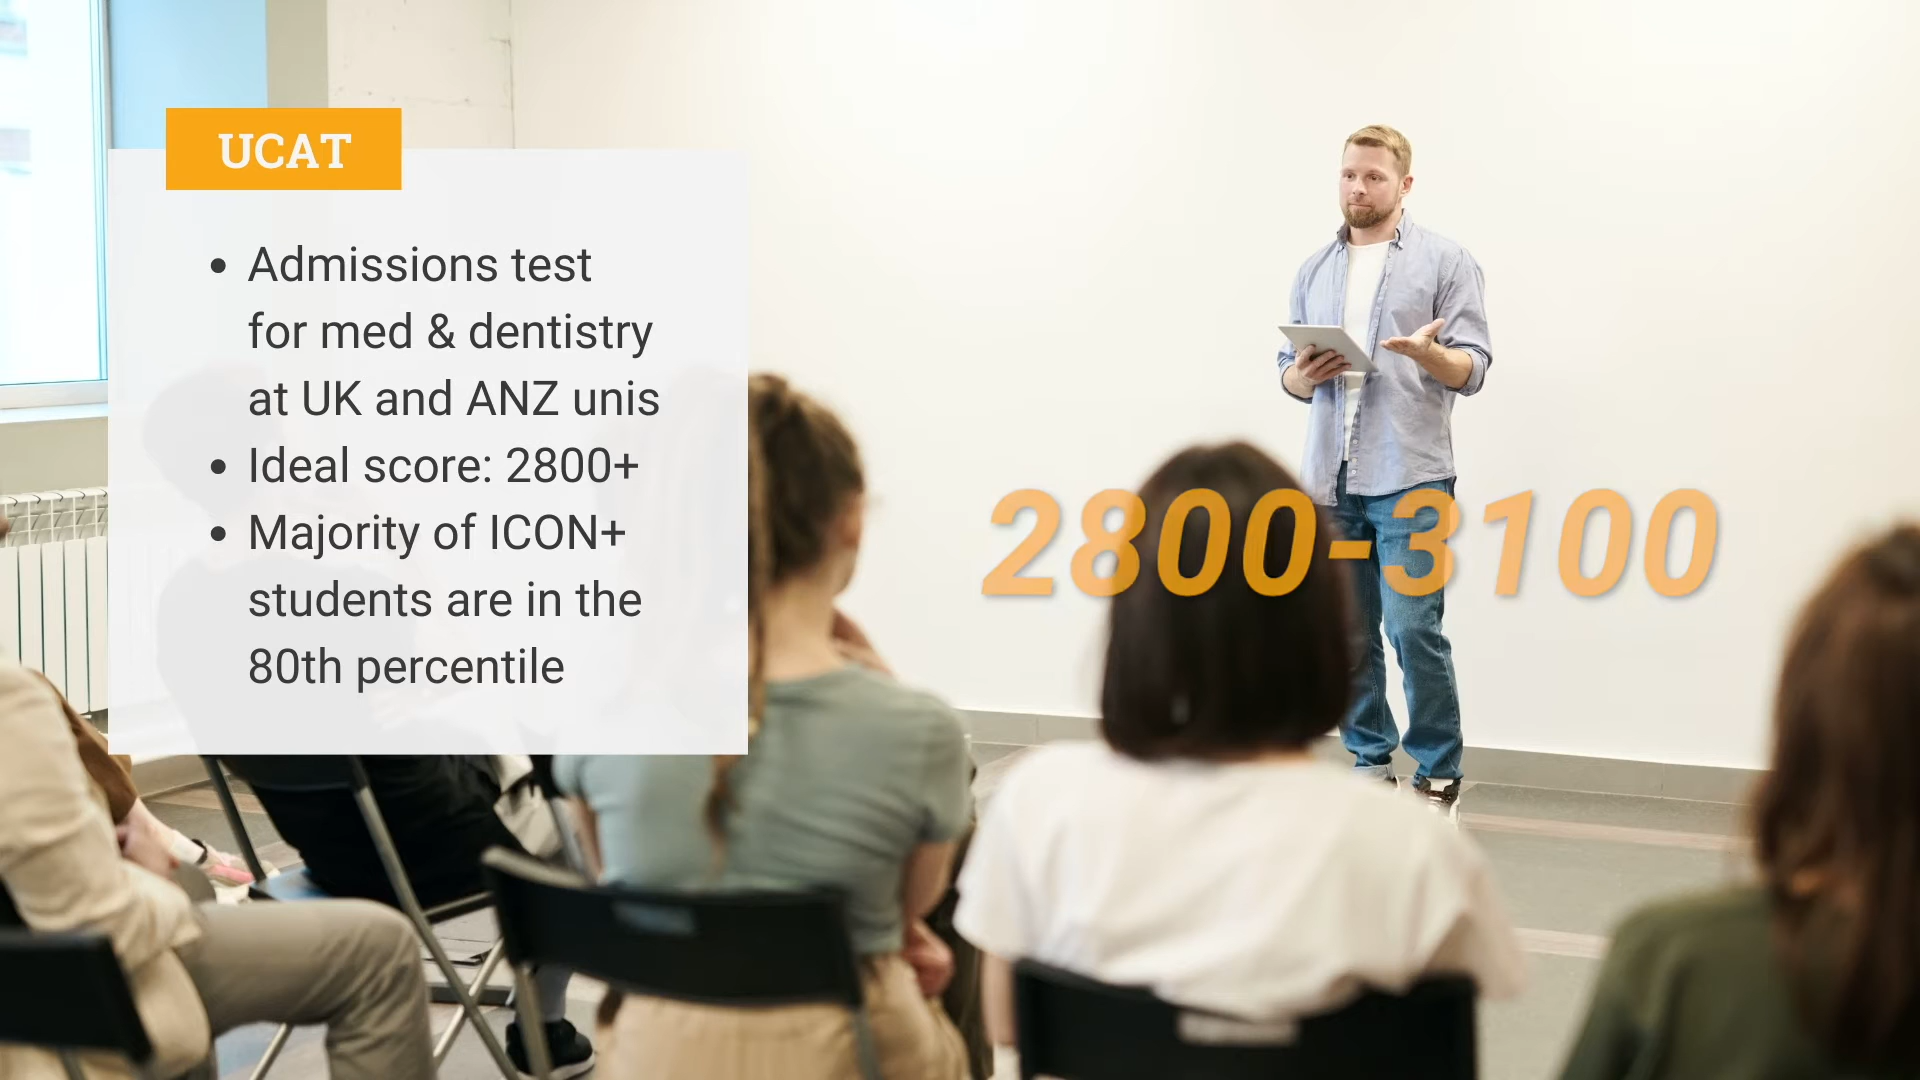 UCAT
• Admissions test
for med & dentistry
at UK and ANZ unis
• Ideal score: 2800+
• Majority of ICON+
students are in the
80th percentile
2800-3100